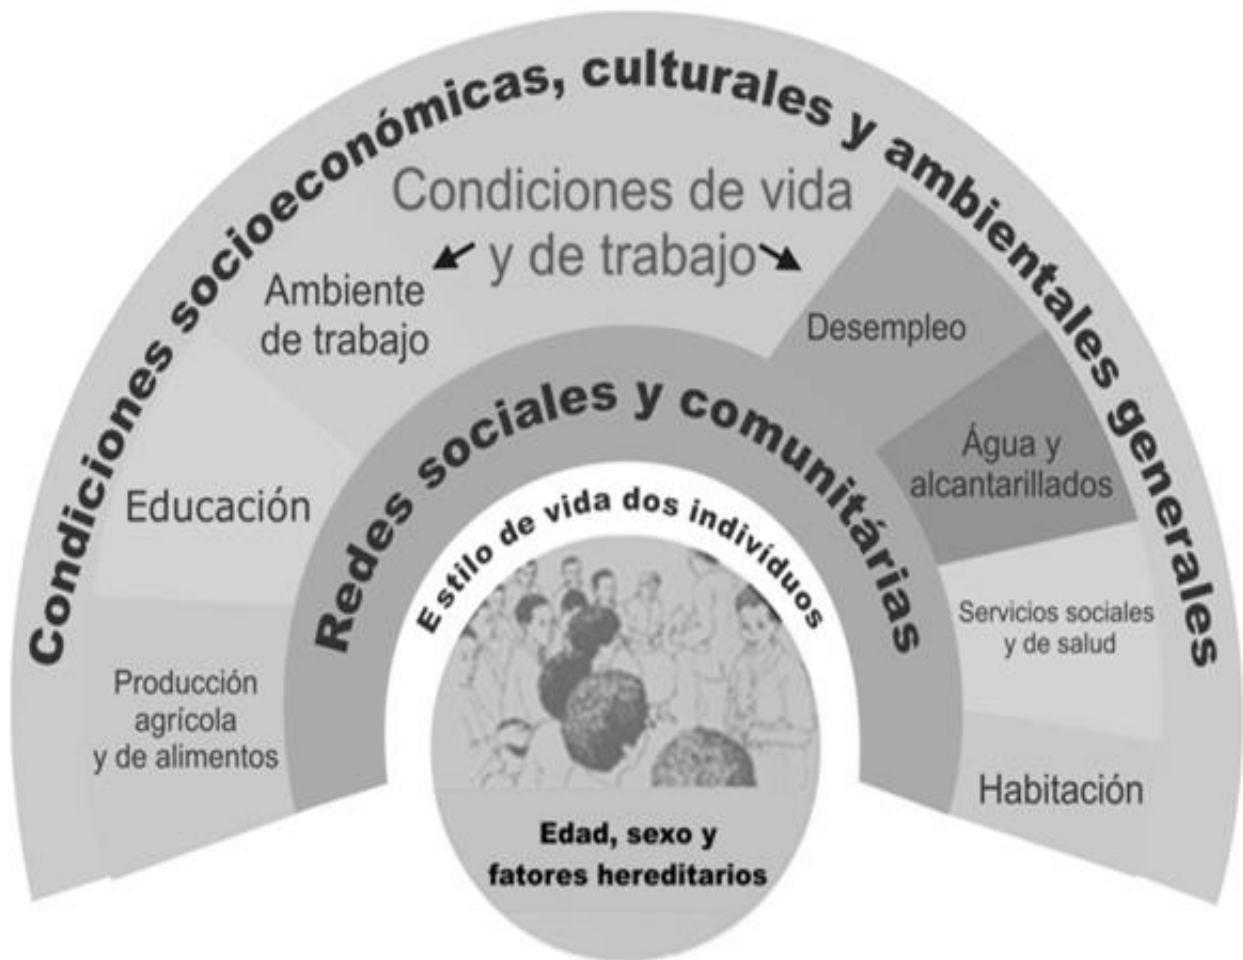 Condiciones socioeconómicas, culturales y ambientales generales
Condiciones de vida
y de trabajo
Ambiente
de trabajo
Desempleo
Educación
Água y
alcantarillados
Producción
agrícola
y de alimentos
Servicios sociales
y de salud
Habitación
Redes sociales y comunitárias
Estilo de vida dos indivíduos
Edad, sexo y
fatores hereditarios